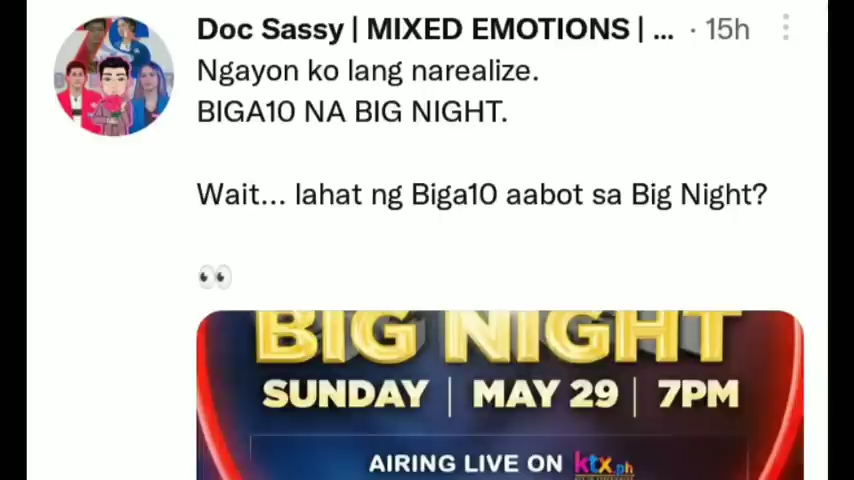 Doc Sassy | MIXED EMOTIONS | ... · 15h
Ngayon ko lang narealize.
BIGA10 NA BIG NIGHT.
Wait... lahat ng Biga10 aabot sa Big Night?
👀
BIG NIGHT
SUNDAY | MAY 29 | 7PM
AIRING LIVE ON ktx.ph